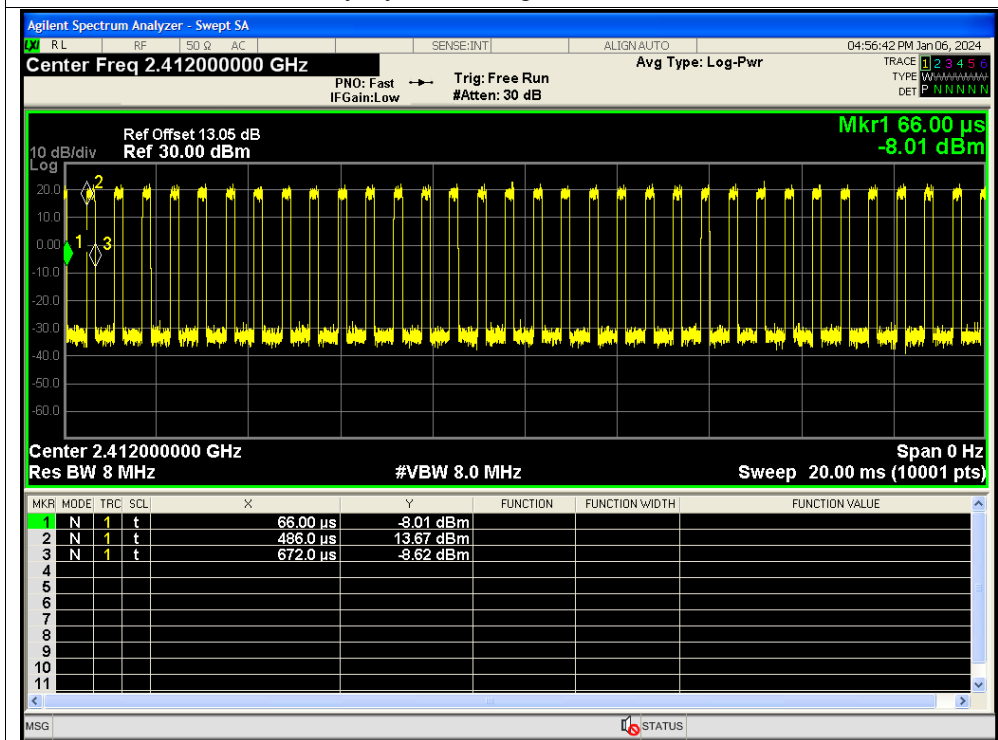 Agilent Spectrum Analyzer - Swept SA
LXI RL RF 50 Ω AC SENSE:INT ALIGNAUTO 04:56:42 PM Jan 06, 2024
Center Freq 2.412000000 GHz
PNO: Fast
IFGain:Low
Trig: Free Run
#Atten: 30 dB
Avg Type: Log-Pwr
TRACE 1 2 3 4 5 6
TYPE WWWWWW
DET P N N N N N
Mkr1 66.00 µs
-8.01 dBm
Ref Offset 13.05 dB
10 dB/div Ref 30.00 dBm
Log
20.0
10.0
0.00
-10.0
-20.0
-30.0
-40.0
-50.0
-60.0
2
1
3
Center 2.412000000 GHz Span 0 Hz
Res BW 8 MHz #VBW 8.0 MHz Sweep 20.00 ms (10001 pts)
MKR MODE TRC SCL X Y FUNCTION FUNCTION WIDTH FUNCTION VALUE
1 N 1 t 66.00 µs -8.01 dBm
2 N 1 t 486.0 µs 13.67 dBm
3 N 1 t 672.0 µs -8.62 dBm
4
5
6
7
8
9
10
11
MSG STATUS